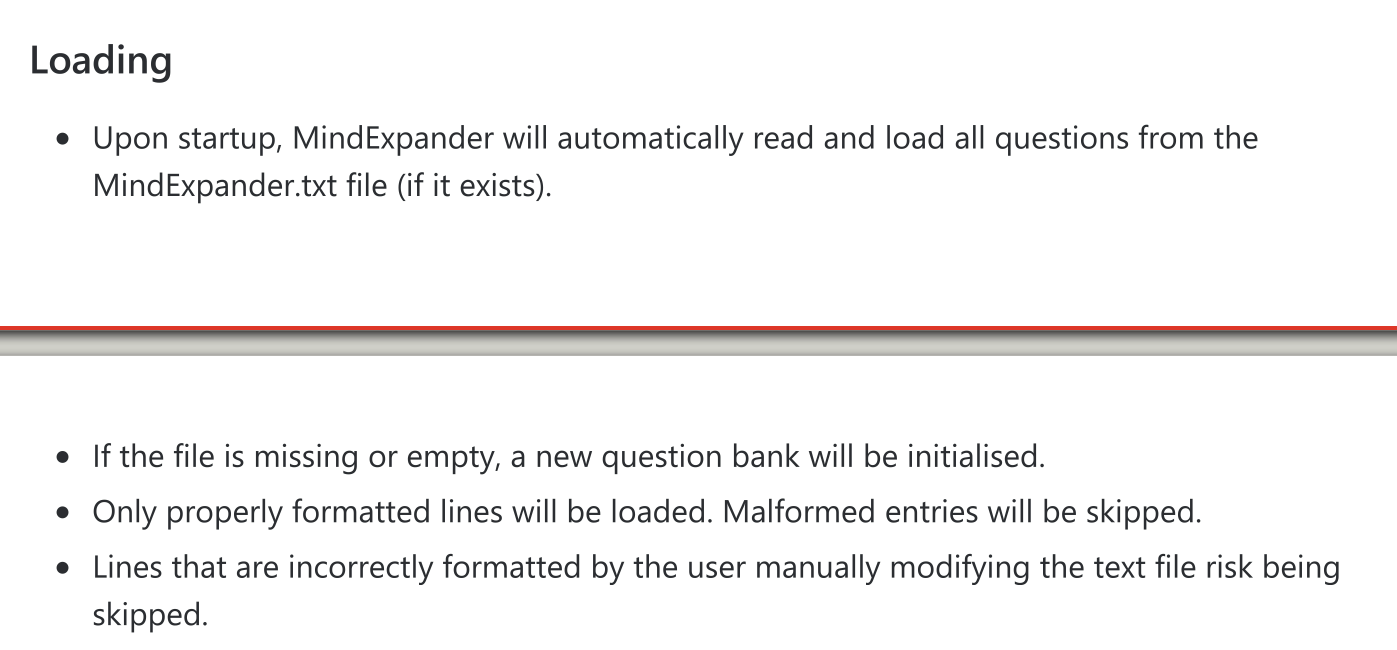 Loading
• Upon startup, MindExpander will automatically read and load all questions from the
MindExpander.txt file (if it exists).
• If the file is missing or empty, a new question bank will be initialised.
• Only properly formatted lines will be loaded. Malformed entries will be skipped.
• Lines that are incorrectly formatted by the user manually modifying the text file risk being
skipped.